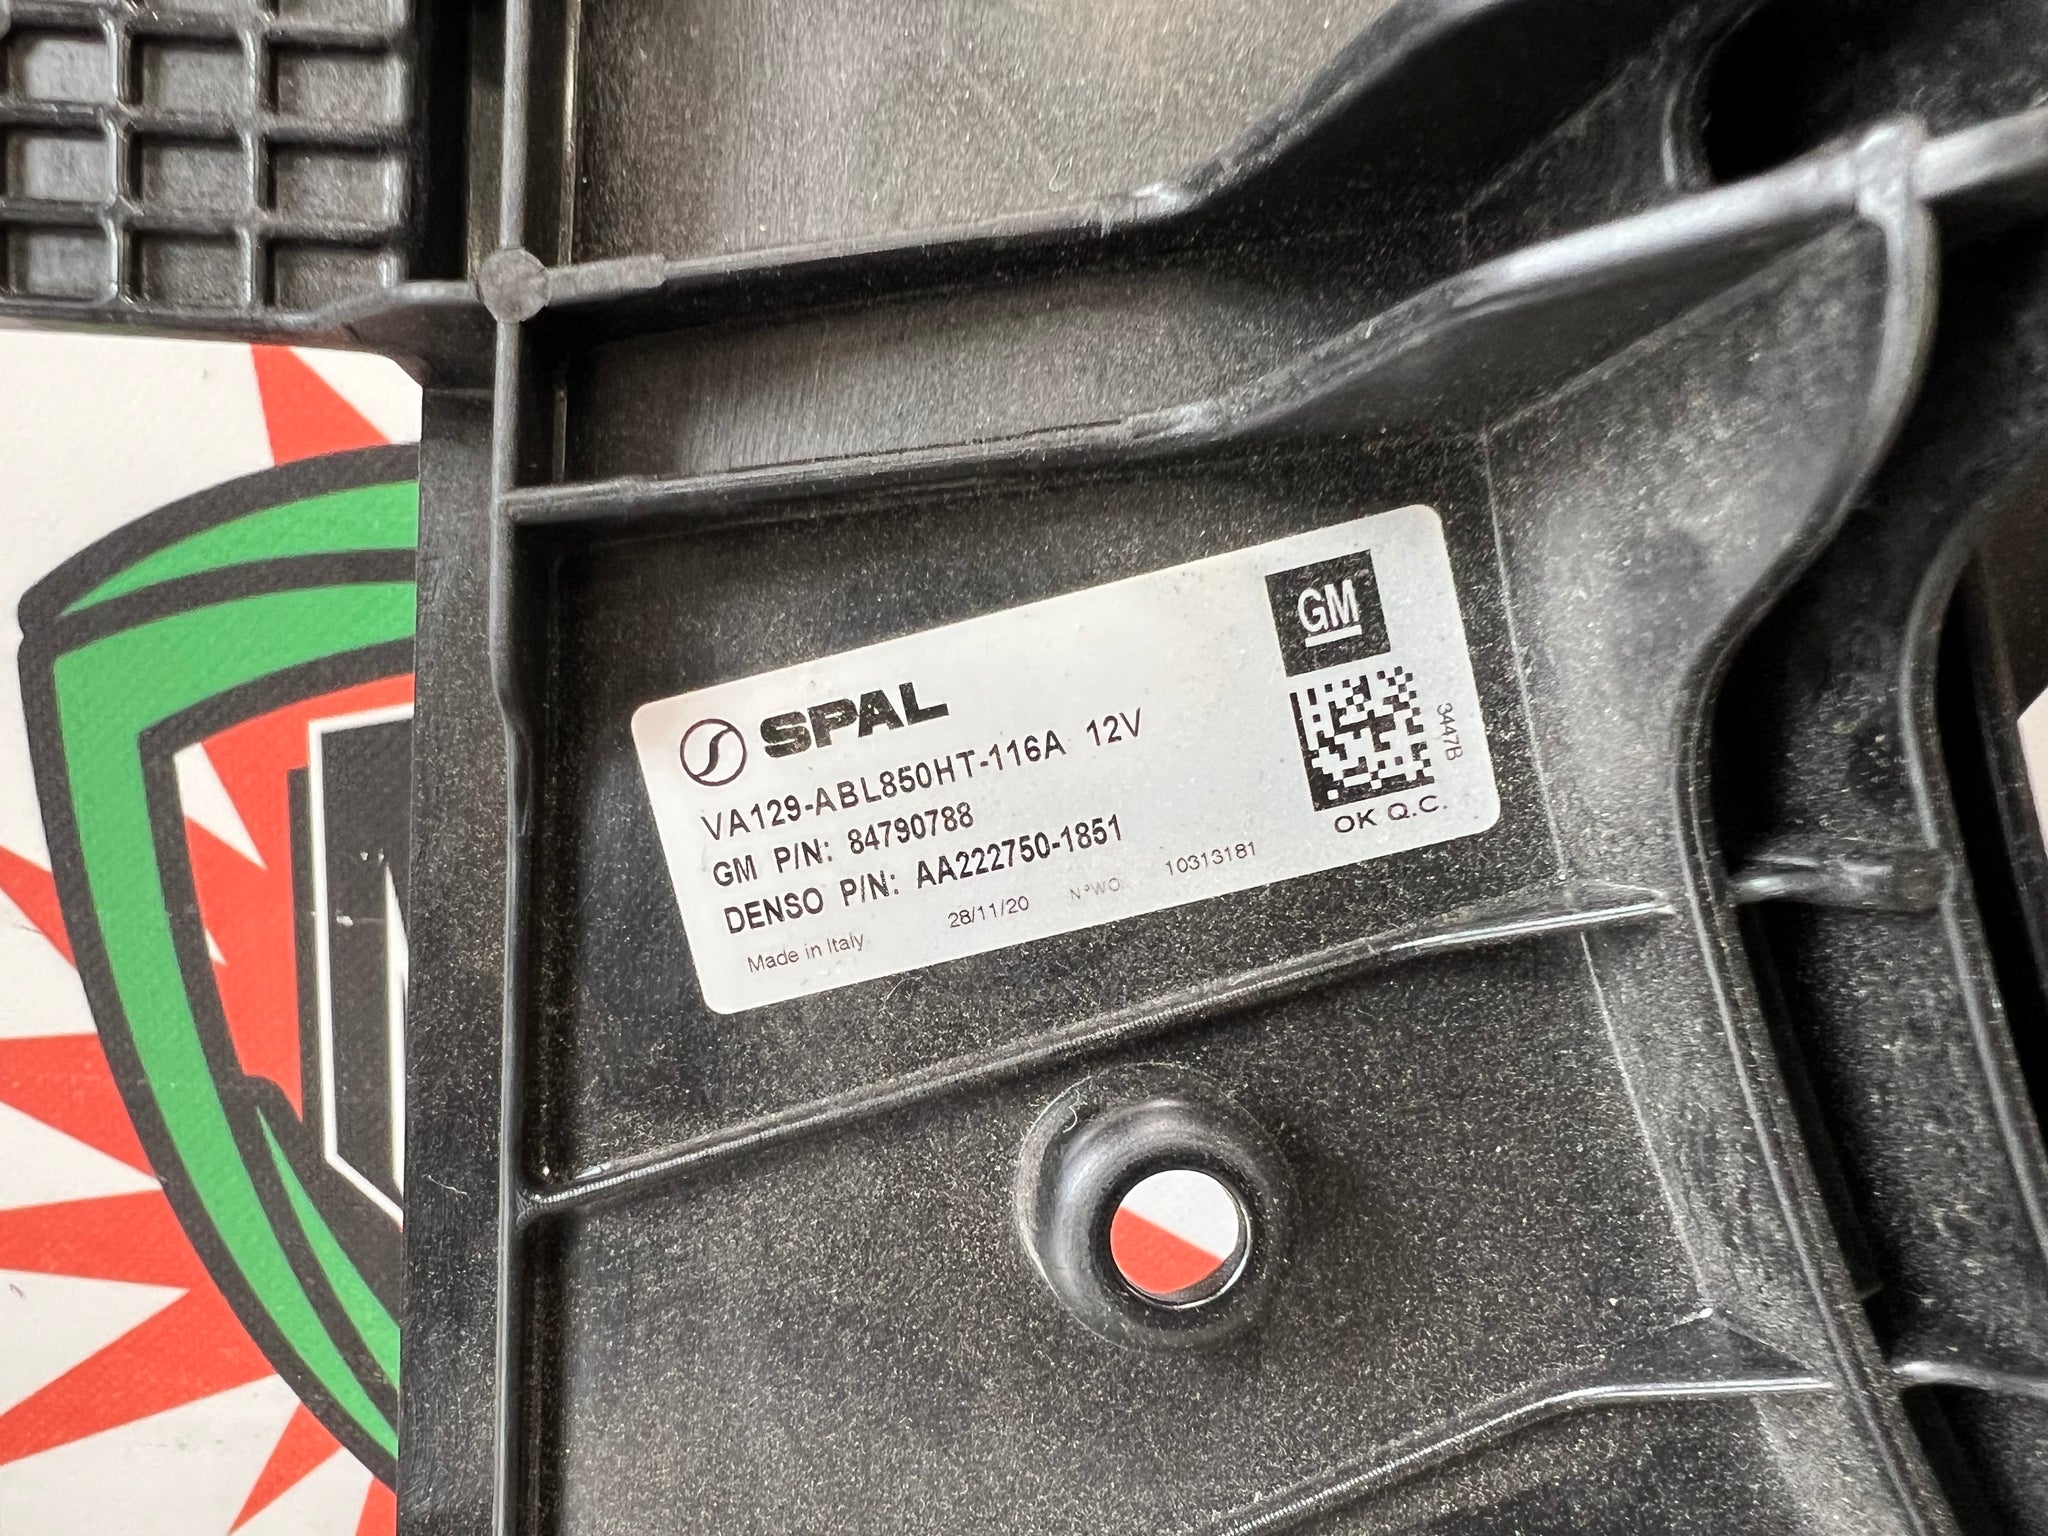 SPAL
VA129-ABL850HT-116A 12V
GM P/N: 84790788
DENSO P/N: AA222750-1851
Made in Italy 28/11/20 N°WO. 10313181
GM
3447B
OK Q.C.